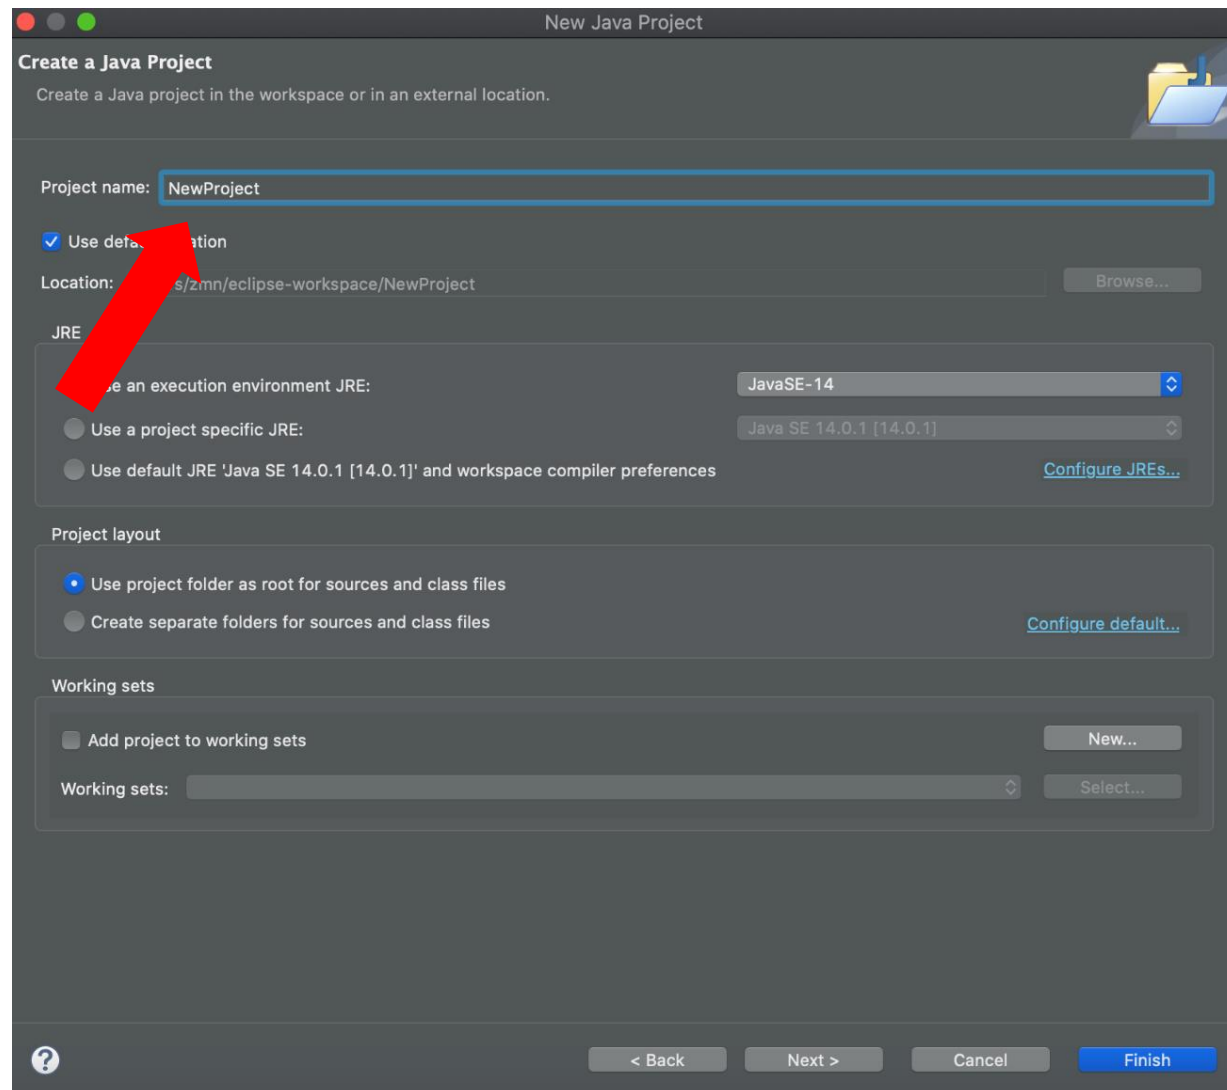 New Java Project
Create a Java Project
Create a Java project in the workspace or in an external location.
Project name: NewProject
Use ation
Location: s/zmn/eclipse-workspace/NewProject Browse...
JRE
an execution environment JRE: JavaSE-14
Use a project specific JRE: Java SE 14.0.1 [14.0.1]
Use default JRE 'Java SE 14.0.1 [14.0.1]' and workspace compiler preferences Configure JREs...
Project layout
Use project folder as root for sources and class files
Create separate folders for sources and class files Configure default...
Working sets
Add project to working sets New...
Working sets: Select...
? < Back Next > Cancel Finish